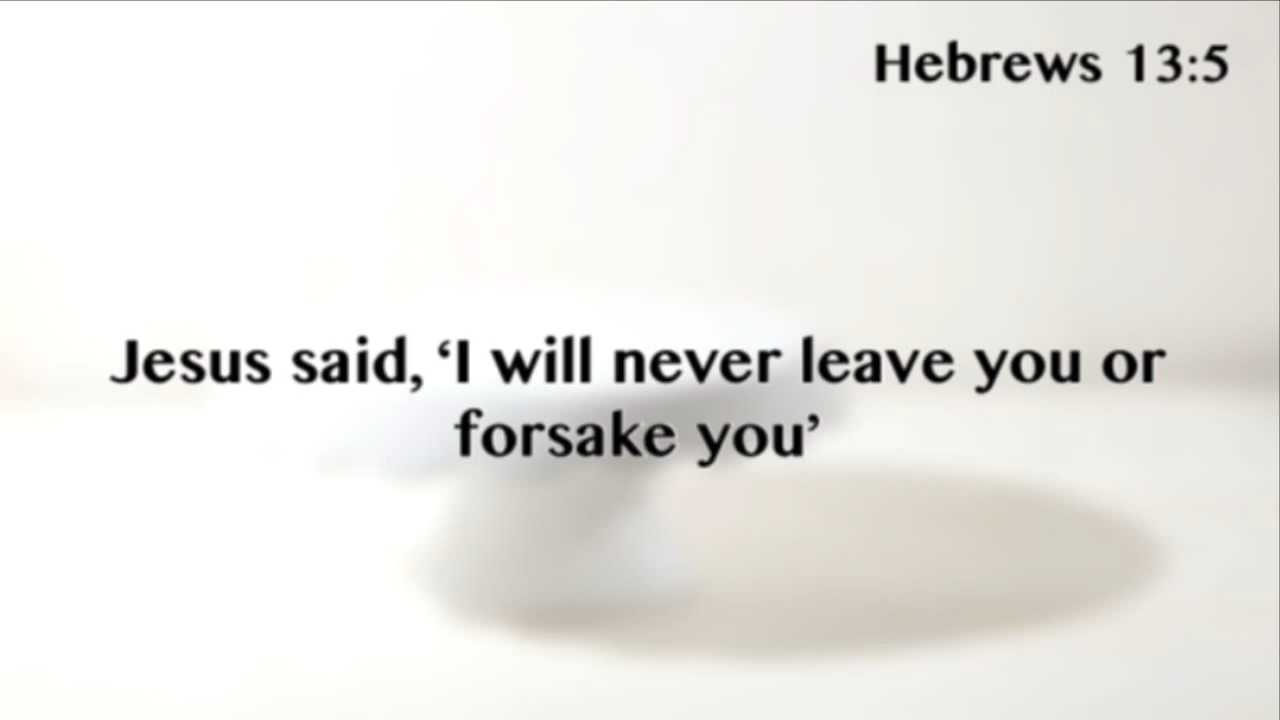 Hebrews 13:5
Jesus said, ‘I will never leave you or
forsake you’